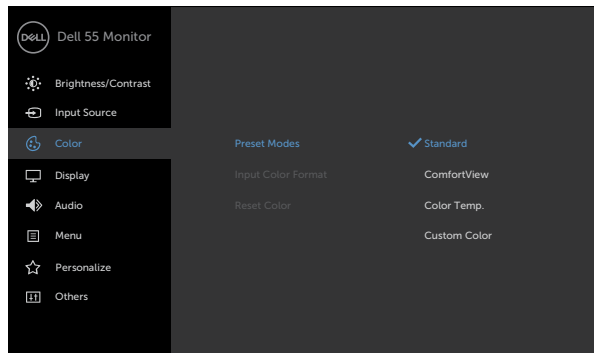 DELL Dell 55 Monitor
Brightness/Contrast
Input Source
Color Preset Modes Standard
Display Input Color Format ComfortView
Audio Reset Color Color Temp.
Menu Custom Color
Personalize
Others